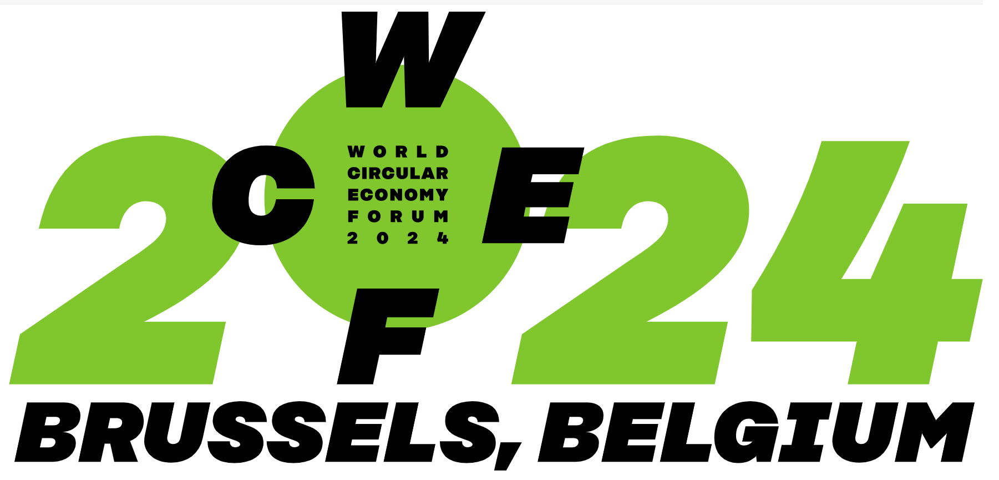 W
2024
C E
WORLD
CIRCULAR
ECONOMY
FORUM
2024
F
BRUSSELS, BELGIUM